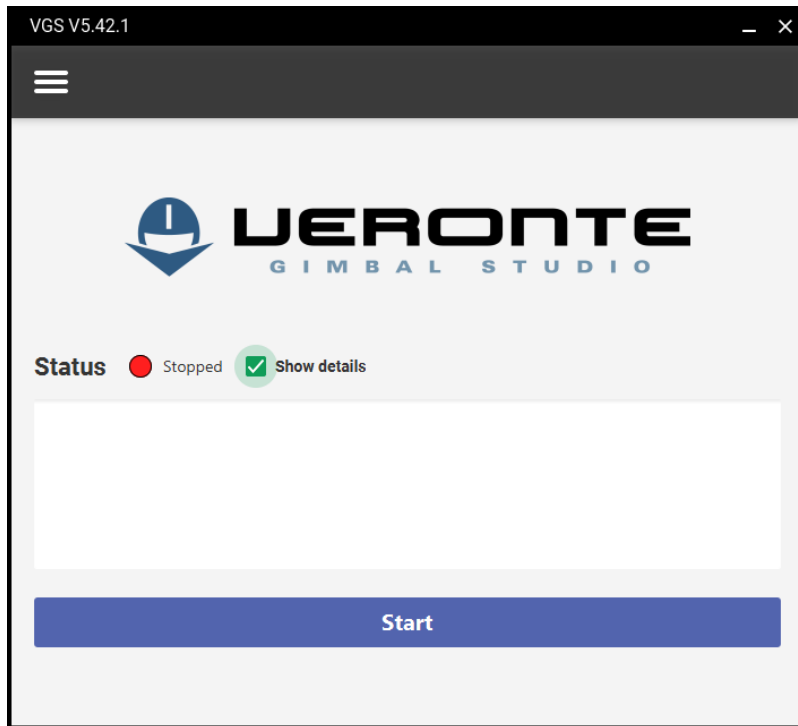 VGS V5.42.1
VERONTE
GIMBAL STUDIO
Status Stopped Show details
Start